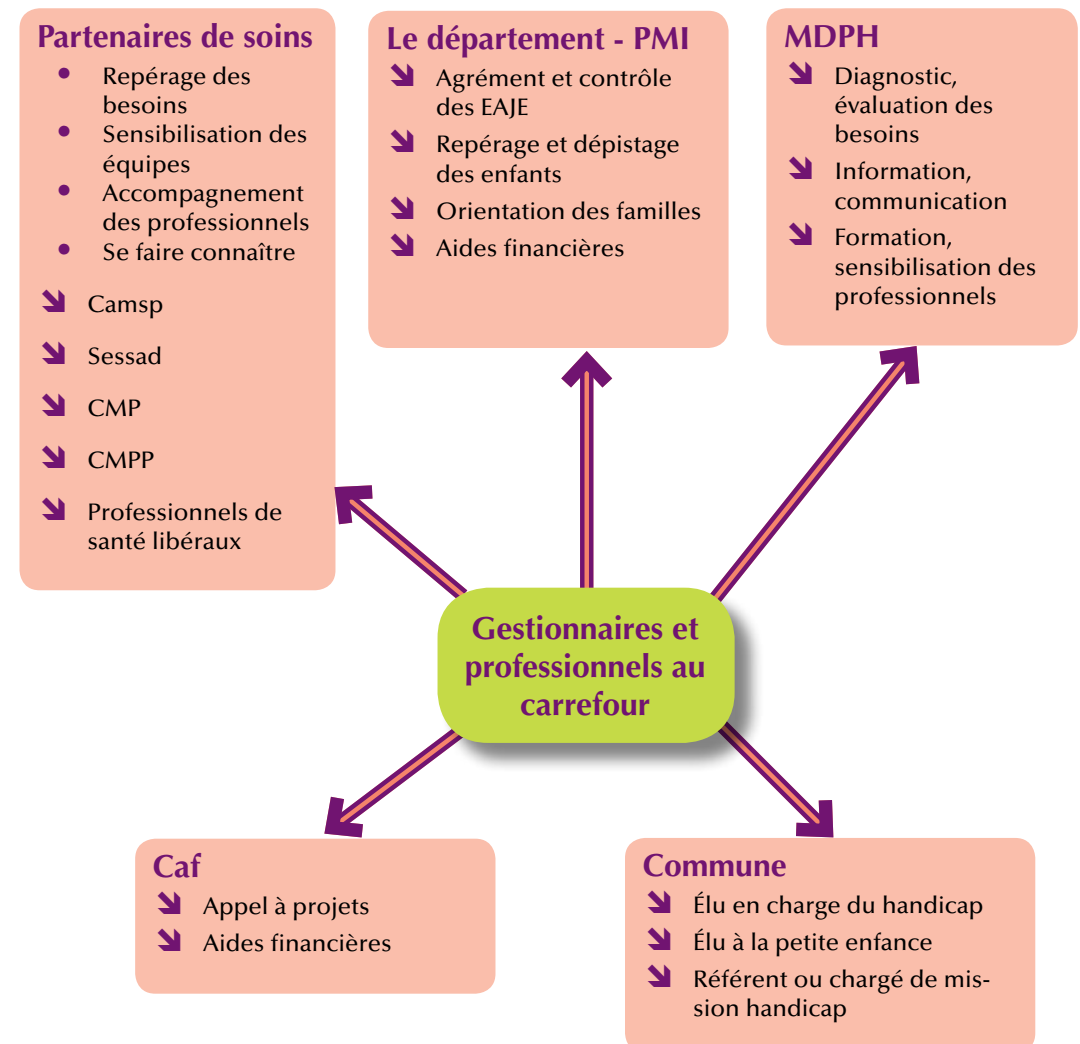 Partenaires de soins
• Repérage des
besoins
• Sensibilisation des
équipes
• Accompagnement
des professionnels
• Se faire connaître
Camsp
Sessad
CMP
CMPP
Professionnels de
santé libéraux
Le département - PMI
Agrément et contrôle
des EAJE
Repérage et dépistage
des enfants
Orientation des familles
Aides financières
MDPH
Diagnostic,
évaluation des
besoins
Information,
communication
Formation,
sensibilisation des
professionnels
Gestionnaires et
professionnels au
carrefour
Caf
Appel à projets
Aides financières
Commune
Élu en charge du handicap
Élu à la petite enfance
Référent ou chargé de mis-
sion handicap